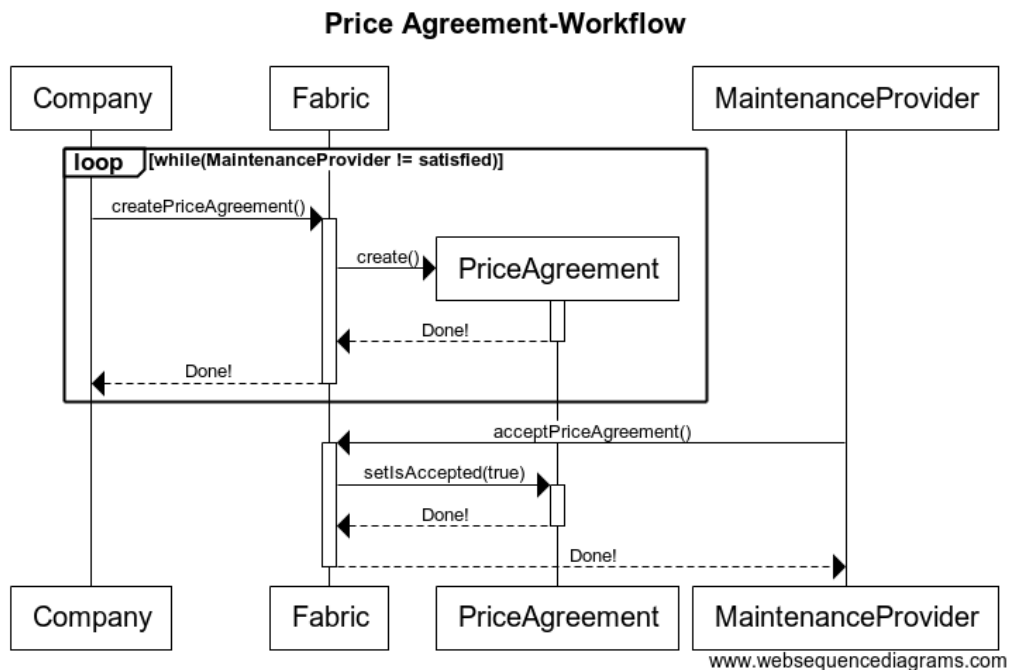 Price Agreement-Workflow
Company
Fabric
MaintenanceProvider
loop
[while(MaintenanceProvider != satisfied)]
createPriceAgreement()
create()
PriceAgreement
Done!
Done!
acceptPriceAgreement()
setIsAccepted(true)
Done!
Done!
Company
Fabric
PriceAgreement
MaintenanceProvider
www.websequencediagrams.com